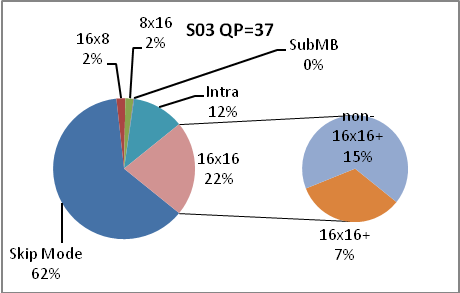 S03 QP=37
16x8
2%
8x16
2%
SubMB
0%
Intra
12%
16x16
22%
Skip Mode
62%
non-
16x16+
15%
16x16+
7%